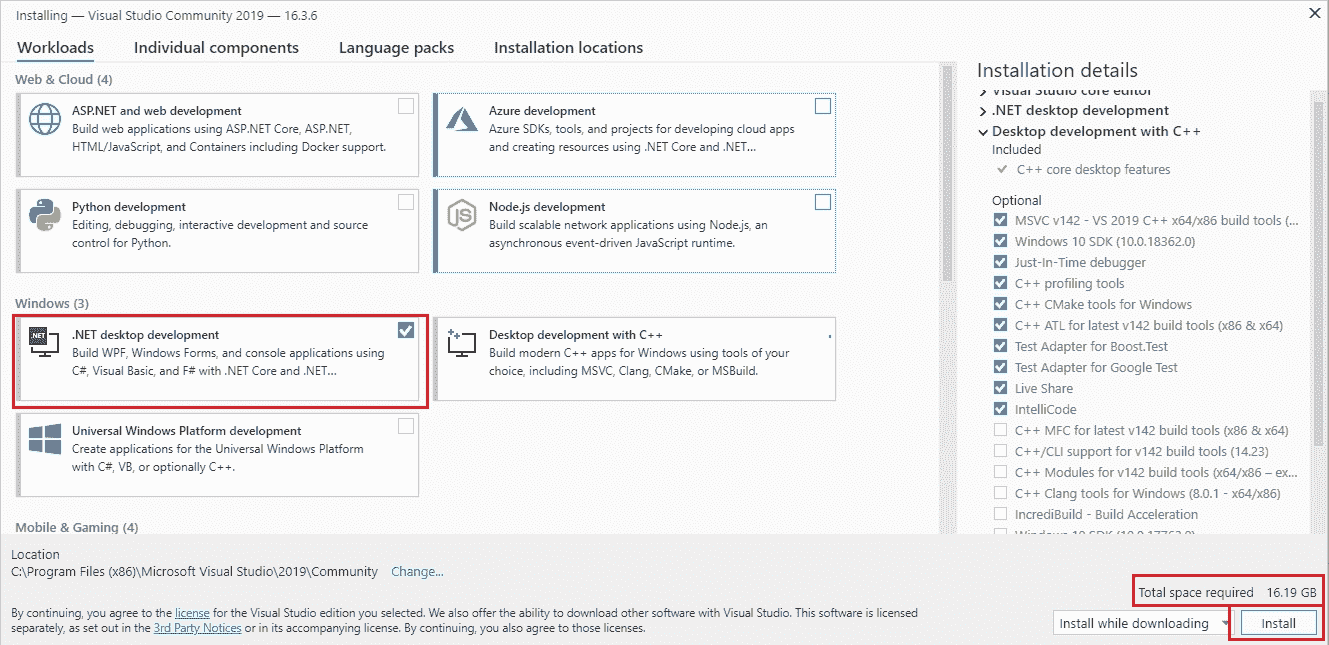 Installing — Visual Studio Community 2019 — 16.3.6
Workloads
Individual components
Language packs
Installation locations
Web & Cloud (4)
ASP.NET and web development
Build web applications using ASP.NET Core, ASP.NET,
HTML/JavaScript, and Containers including Docker support.
Azure development
Azure SDKs, tools, and projects for developing cloud apps
and creating resources using .NET Core and .NET...
Python development
Editing, debugging, interactive development and source
control for Python.
Node.js development
Build scalable network applications using Node.js, an
asynchronous event-driven JavaScript runtime.
Windows (3)
.NET
.NET desktop development
Build WPF, Windows Forms, and console applications using
C#, Visual Basic, and F# with .NET Core and .NET...
Desktop development with C++
Build modern C++ apps for Windows using tools of your
choice, including MSVC, Clang, CMake, or MSBuild.
Universal Windows Platform development
Create applications for the Universal Windows Platform
with C#, VB, or optionally C++.
Mobile & Gaming (4)
Installation details
Visual Studio core editor
.NET desktop development
Desktop development with C++
Included
C++ core desktop features
Optional
MSVC v142 - VS 2019 C++ x64/x86 build tools (...
Windows 10 SDK (10.0.18362.0)
Just-In-Time debugger
C++ profiling tools
C++ CMake tools for Windows
C++ ATL for latest v142 build tools (x86 & x64)
Test Adapter for Boost.Test
Test Adapter for Google Test
Live Share
IntelliCode
C++ MFC for latest v142 build tools (x86 & x64)
C++/CLI support for v142 build tools (14.23)
C++ Modules for v142 build tools (x64/x86 – ex...
C++ Clang tools for Windows (8.0.1 - x64/x86)
IncrediBuild - Build Acceleration
Windows 10 SDK (10.0.17763.0)
Location
C:\Program Files (x86)\Microsoft Visual Studio\2019\Community Change...
By continuing, you agree to the license for the Visual Studio edition you selected. We also offer the ability to download other software with Visual Studio. This software is licensed
separately, as set out in the 3rd Party Notices or in its accompanying license. By continuing, you also agree to those licenses.
Total space required 16.19 GB
Install while downloading
Install